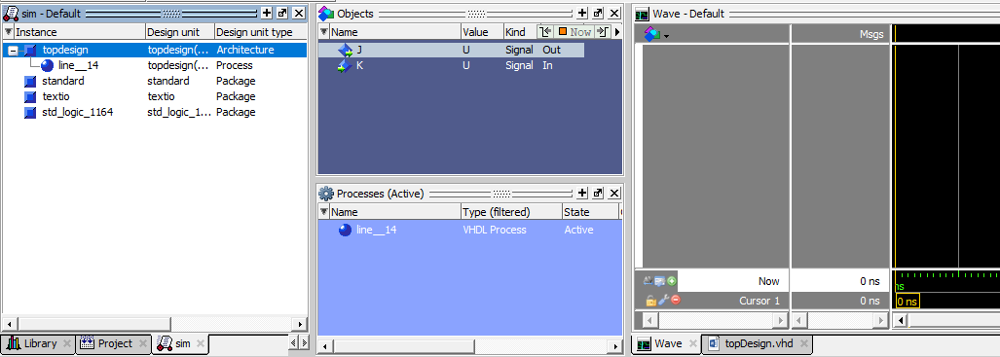 sim - Default
Instance Design unit Design unit type
topdesign topdesign(... Architecture
line__14 topdesign(... Process
standard standard Package
textio textio Package
std_logic_1164 std_logic_1... Package
Library Project sim
Objects
Name Value Kind Now
J U Signal Out
K U Signal In
Processes (Active)
Name Type (filtered) State
line__14 VHDL Process Active
Wave - Default
Msgs
Now 0 ns
ns
Cursor 1 0 ns 0 ns
Wave topDesign.vhd